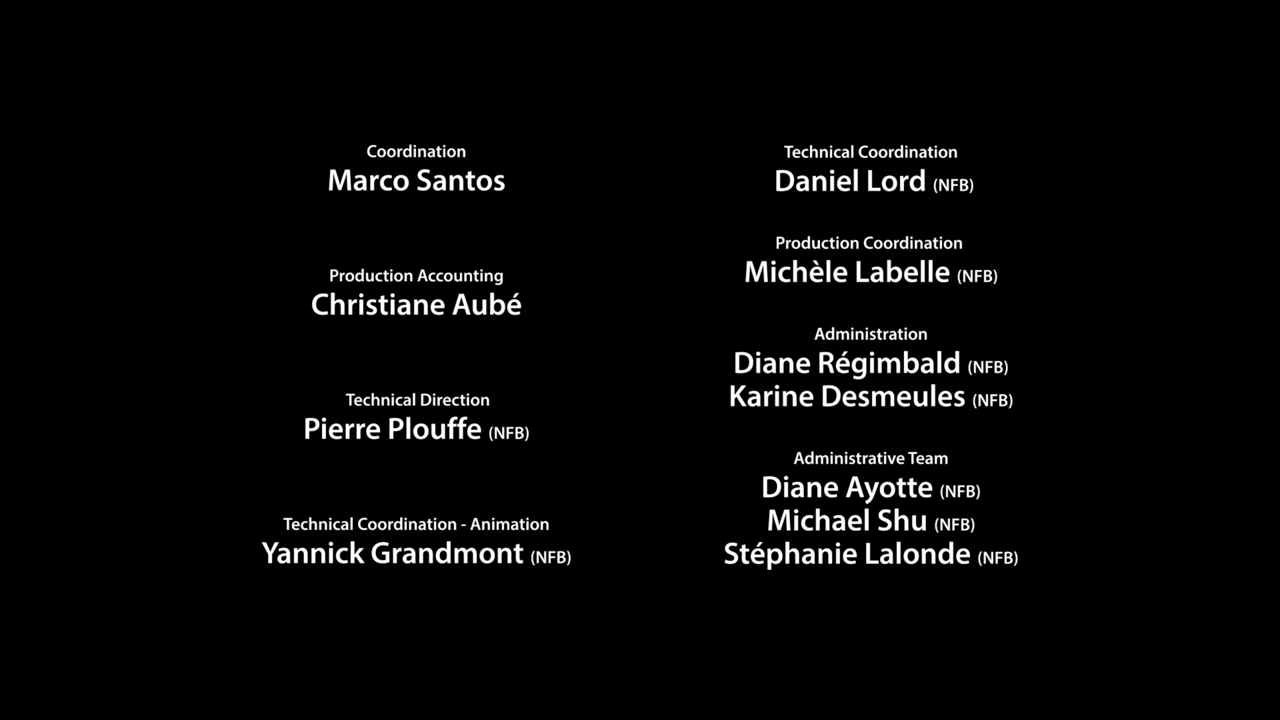 Coordination
Marco Santos
Production Accounting
Christiane Aubé
Technical Direction
Pierre Plouffe (NFB)
Technical Coordination - Animation
Yannick Grandmont (NFB)
Technical Coordination
Daniel Lord (NFB)
Production Coordination
Michèle Labelle (NFB)
Administration
Diane Régimbald (NFB)
Karine Desmeules (NFB)
Administrative Team
Diane Ayotte (NFB)
Michael Shu (NFB)
Stéphanie Lalonde (NFB)